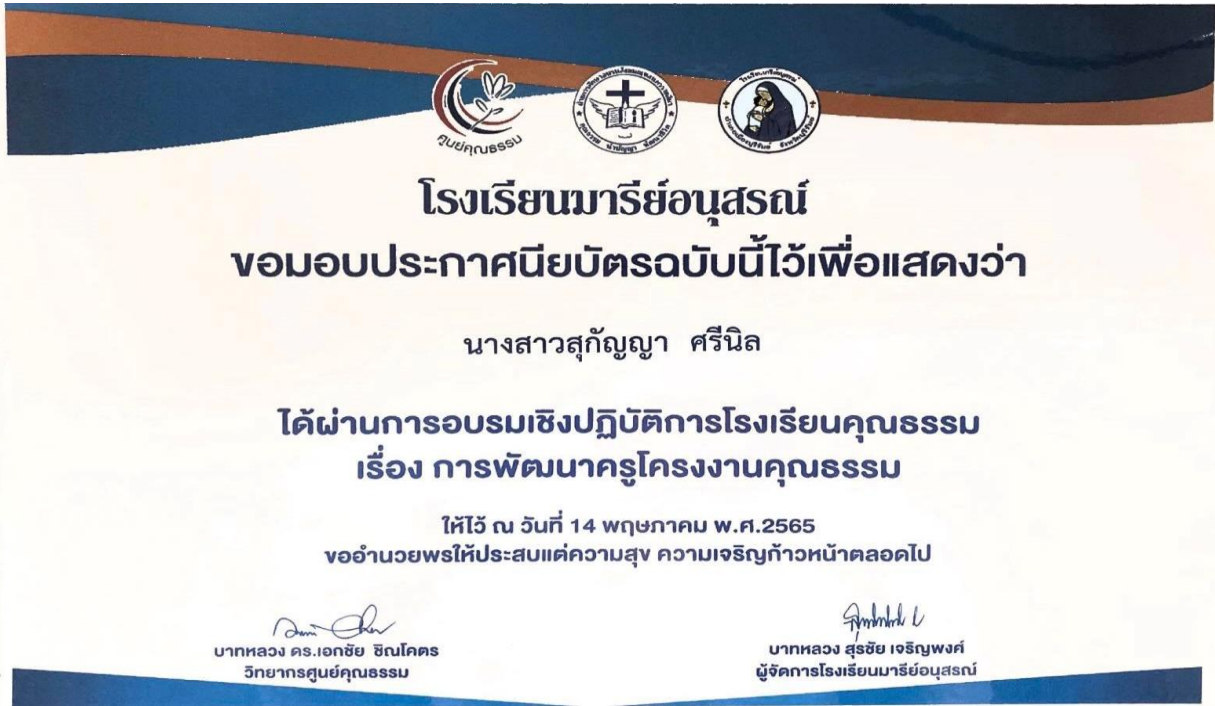 ศูนย์คุณธรรม
โรงเรียนมารีย์อนุสรณ์
ขอมอบประกาศนียบัตรฉบับนี้ไว้เพื่อแสดงว่า
นางสาวสุกัญญา ศรีนิล
ได้ผ่านการอบรมเชิงปฏิบัติการโรงเรียนคุณธรรม
เรื่อง การพัฒนาครูโครงงานคุณธรรม
ให้ไว้ ณ วันที่ 14 พฤษภาคม พ.ศ.2565
ขออำนวยพรให้ประสบแต่ความสุข ความเจริญก้าวหน้าตลอดไป
บาทหลวง ดร.เอกชัย ชิณโคตร
วิทยากรศูนย์คุณธรรม
บาทหลวง สุรชัย เจริญพงศ์
ผู้จัดการโรงเรียนมารีย์อนุสรณ์